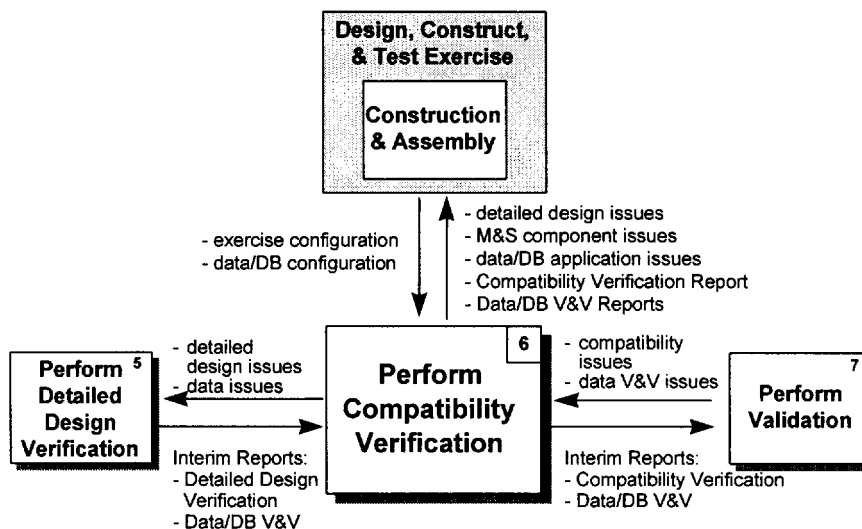 Design, Construct,
& Test Exercise
Construction
& Assembly
- exercise configuration
- data/DB configuration
- detailed design issues
- M&S component issues
- data/DB application issues
- Compatibility Verification Report
- Data/DB V&V Reports
5
Perform
Detailed
Design
Verification
- detailed
design issues
- data issues
Interim Reports:
- Detailed Design
Verification
- Data/DB V&V
6
Perform
Compatibility
Verification
- compatibility
issues
- data V&V issues
Interim Reports:
- Compatibility Verification
- Data/DB V&V
7
Perform
Validation